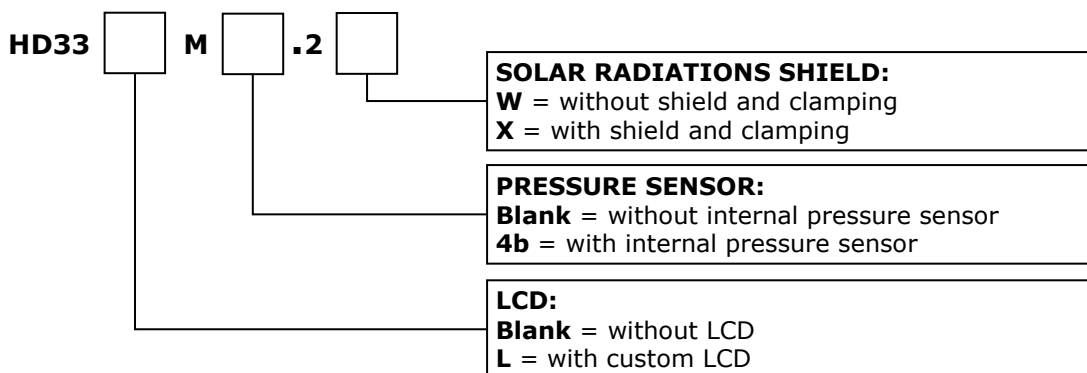 HD33 M .2
SOLAR RADIATIONS SHIELD:
W = without shield and clamping
X = with shield and clamping
PRESSURE SENSOR:
Blank = without internal pressure sensor
4b = with internal pressure sensor
LCD:
Blank = without LCD
L = with custom LCD